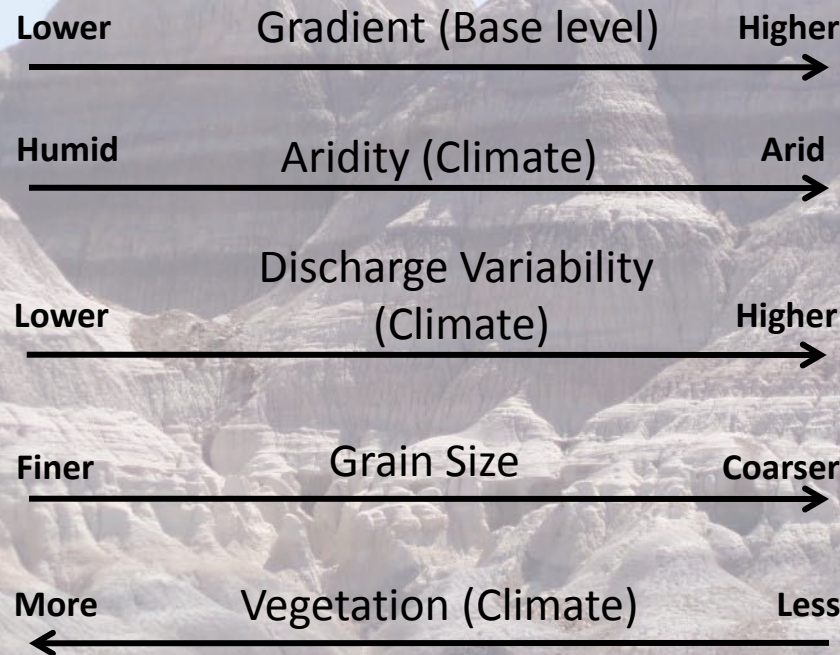 Lower Gradient (Base level) Higher
Humid Aridity (Climate) Arid
Discharge Variability
Lower (Climate) Higher
Finer Grain Size Coarser
More Vegetation (Climate) Less